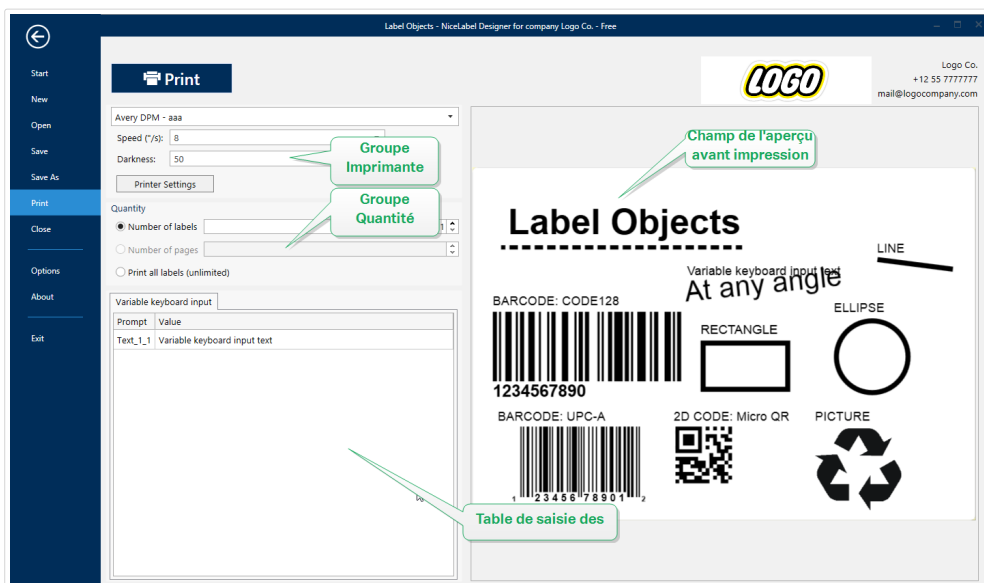 Label Objects - NiceLabel Designer for company Logo Co. - Free
Start
New
Open
Save
Save As
Print
Close
Options
About
Exit
Print
LOGO
Logo Co.
+12 55 7777777
mail@logocompany.com
Avery DPM - aaa
Speed ("/s): 8
Darkness: 50
Printer Settings
Groupe
Imprimante
Quantity
Number of labels 1
Number of pages
Print all labels (unlimited)
Groupe
Quantité
Variable keyboard input
Prompt Value
Text_1_1 Variable keyboard input text
Table de saisie des
Champ de l'aperçu
avant impression
Label Objects
LINE
Variable keyboard input text
At any angle
BARCODE: CODE128
1234567890
RECTANGLE
ELLIPSE
BARCODE: UPC-A
1 23456 78901 2
2D CODE: Micro QR
PICTURE